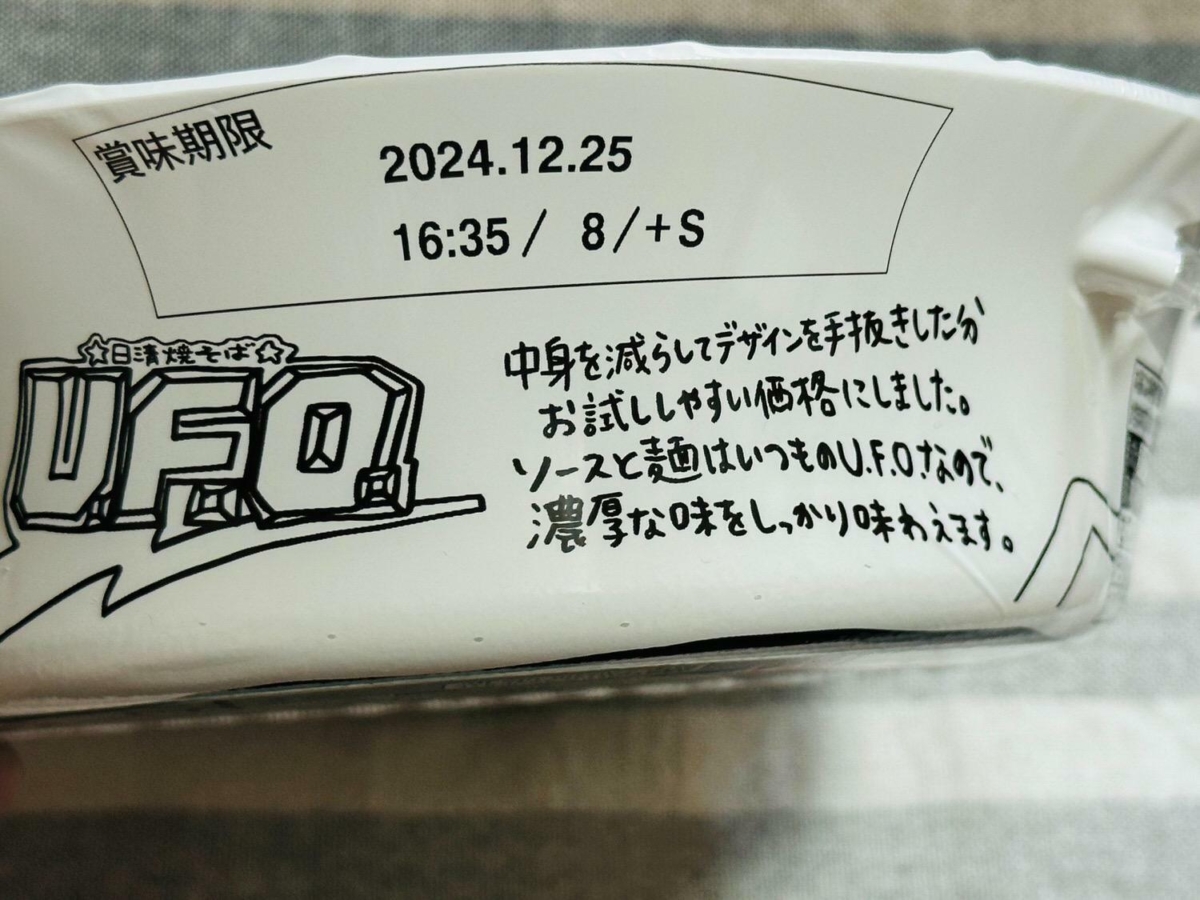 賞味期限
2024.12.25
16:35/ 8/+S
☆日清焼そば☆
U.F.O.
中身を減らしてデザインを手抜きした分
お試ししやすい価格にしました。
ソースと麺はいつものU.F.O.なので、
濃厚な味をしっかり味わえます。